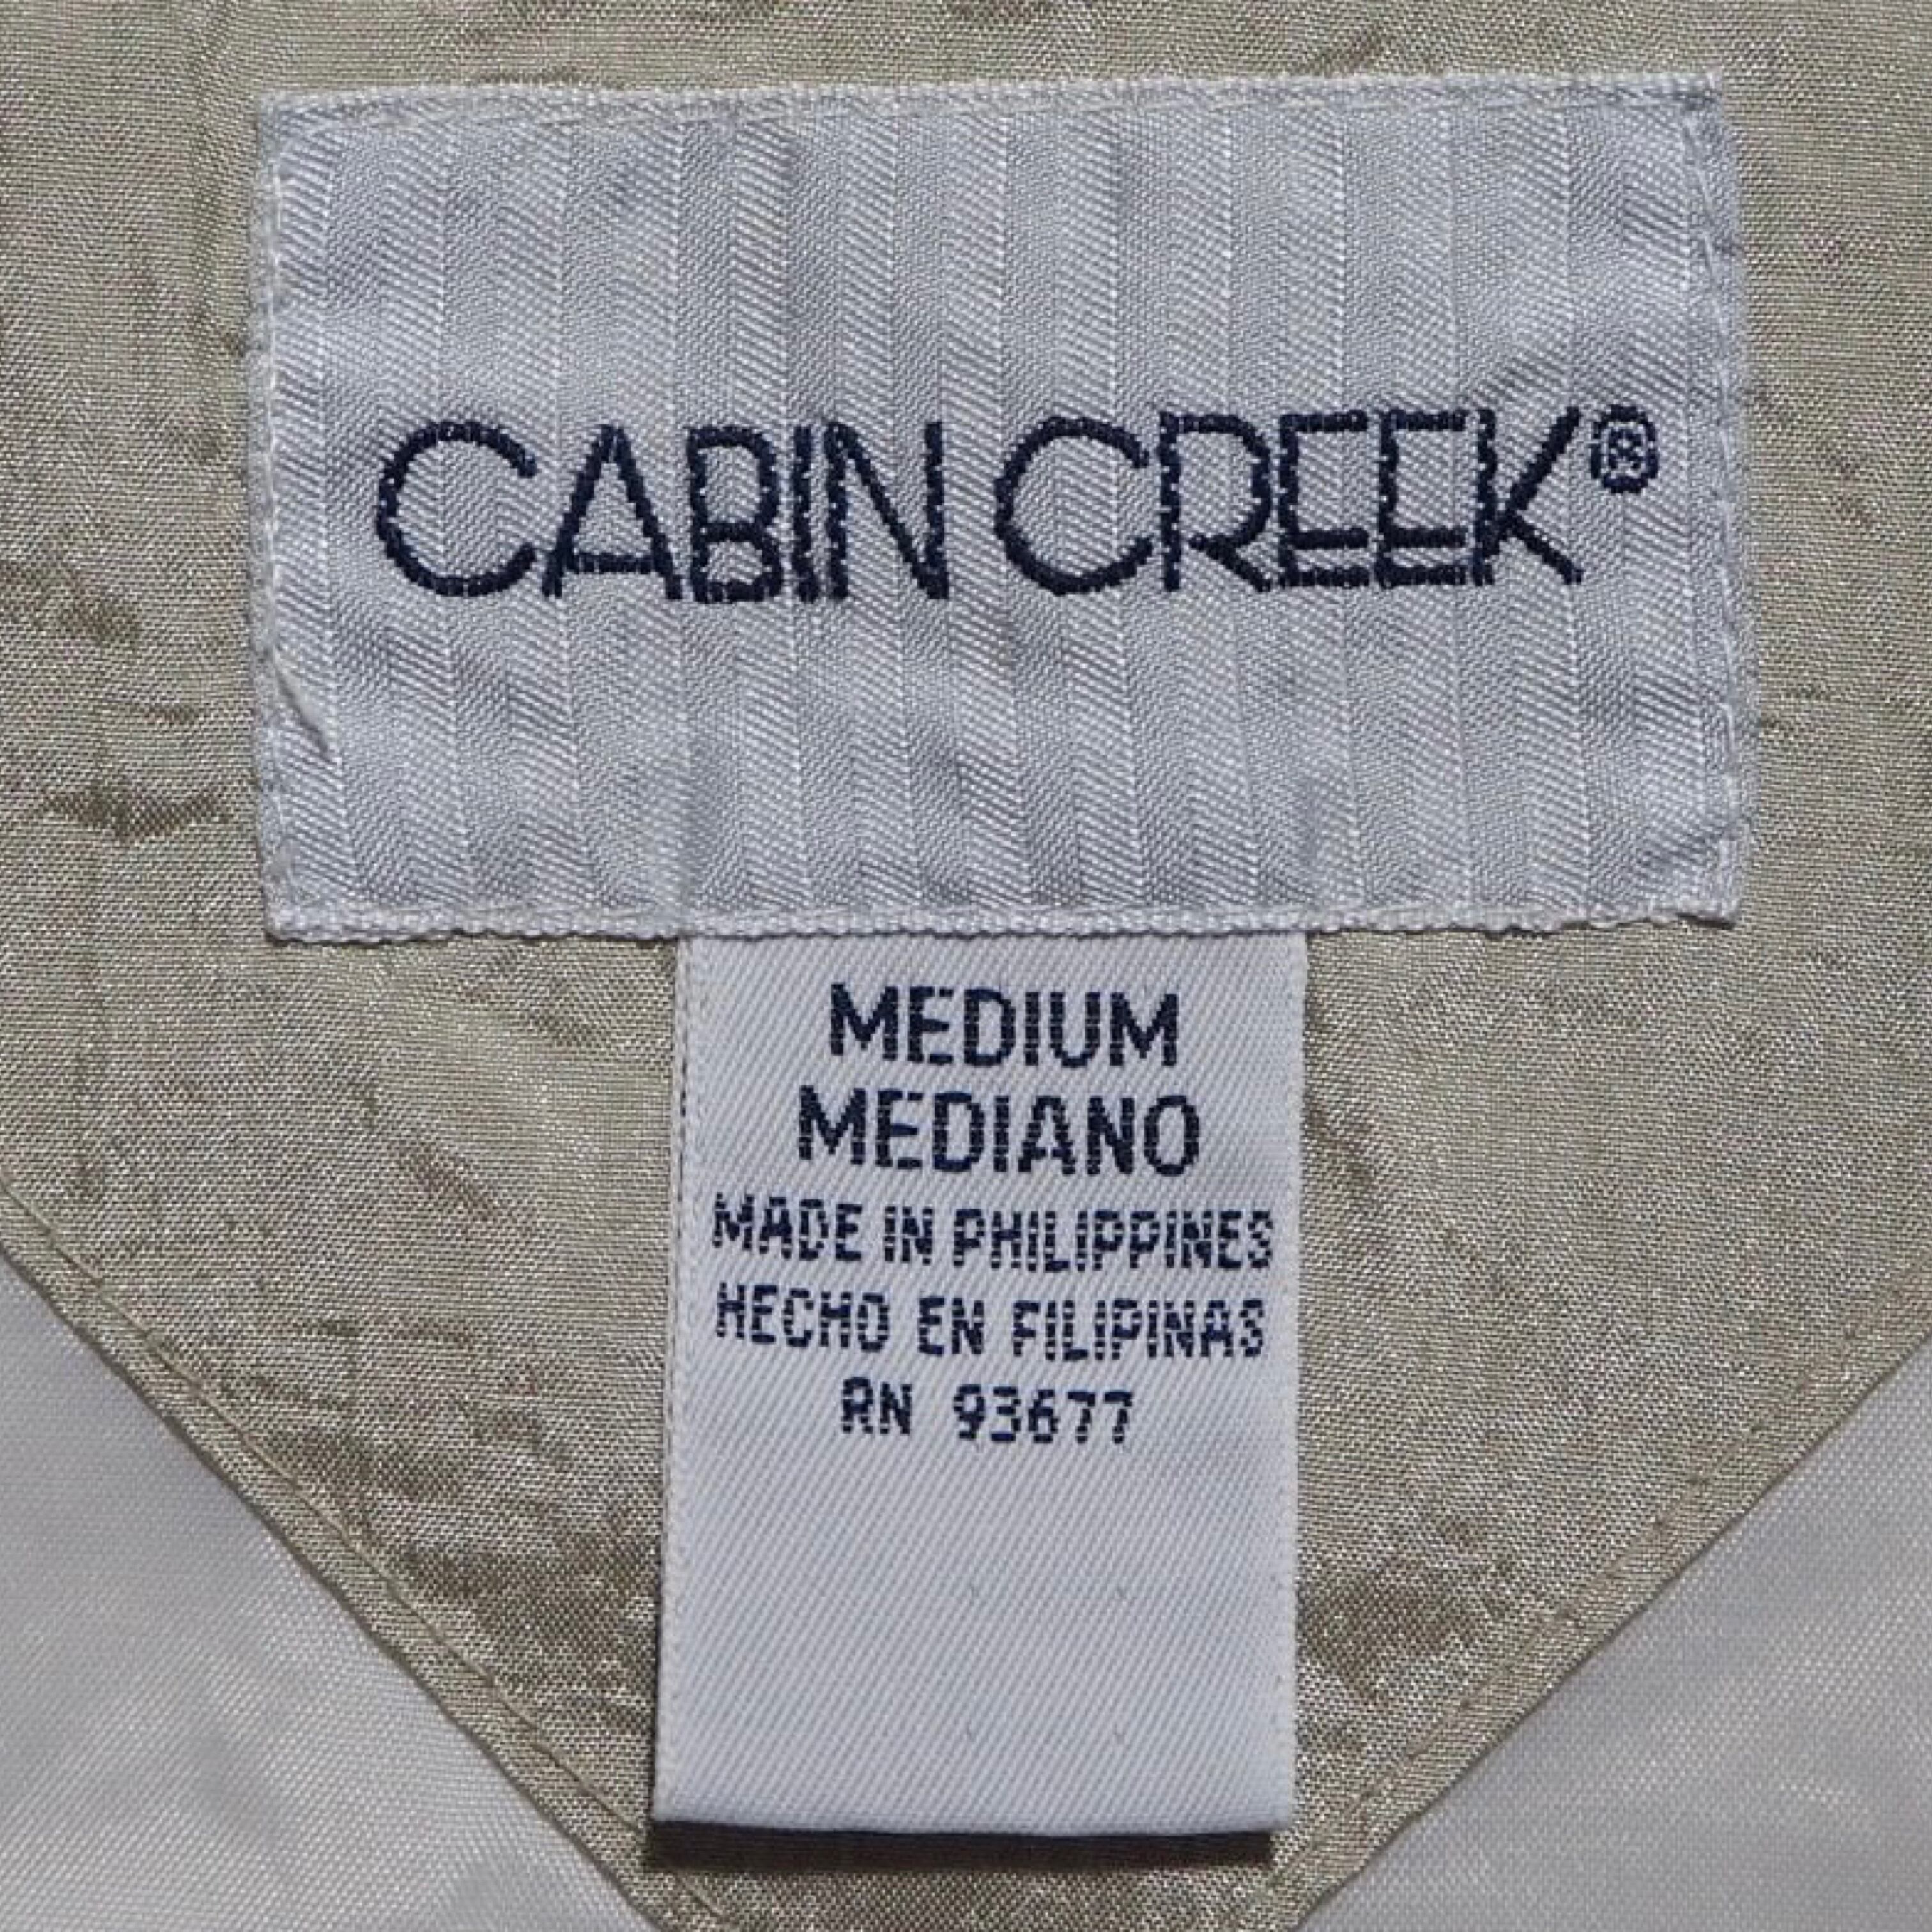 CABIN CREEK®
MEDIUM
MEDIANO
MADE IN PHILIPPINES
HECHO EN FILIPINAS
RN 93677